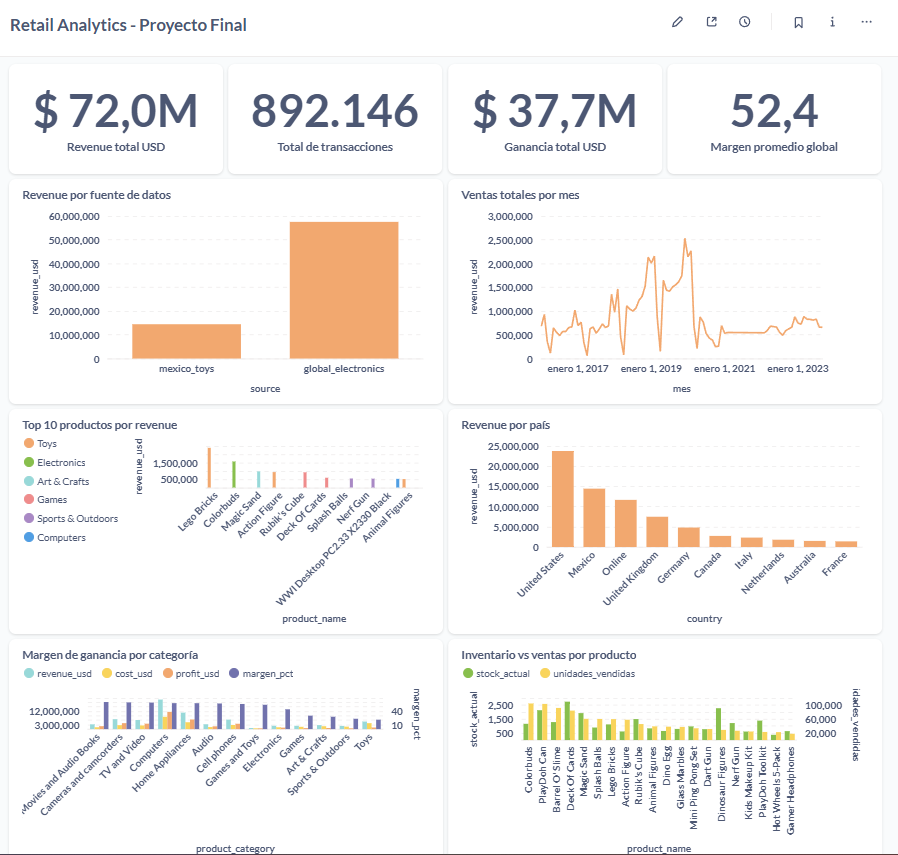 Retail Analytics - Proyecto Final
$ 72,0M
Revenue total USD
892.146
Total de transacciones
$ 37,7M
Ganancia total USD
52,4
Margen promedio global
Revenue por fuente de datos
60,000,000
50,000,000
40,000,000
30,000,000
20,000,000
10,000,000
0
revenue_usd
mexico_toys
global_electronics
source
Ventas totales por mes
3,000,000
2,500,000
2,000,000
1,500,000
1,000,000
500,000
0
revenue_usd
enero 1, 2017
enero 1, 2019
enero 1, 2021
enero 1, 2023
mes
Top 10 productos por revenue
Toys
Electronics
Art & Crafts
Games
Sports & Outdoors
Computers
revenue_usd
1,500,000
500,000
Lego Bricks
Colorbuds
Magic Sand
Action Figure
Rubik's Cube
Deck Of Cards
Splash Balls
Nerf Gun
WWI Desktop PC2.33 X2330 Black
Animal Figures
product_name
Revenue por país
25,000,000
20,000,000
15,000,000
10,000,000
5,000,000
0
revenue_usd
United States
Mexico
Online
United Kingdom
Germany
Canada
Italy
Netherlands
Australia
France
country
Margen de ganancia por categoría
revenue_usd
cost_usd
profit_usd
margen_pct
12,000,000
3,000,000
40
10
margen_pct
Movies and Audio Books
Cameras and camcorders
TV and Video
Computers
Home Appliances
Audio
Cell phones
Games and Toys
Electronics
Games
Art & Crafts
Sports & Outdoors
Toys
product_category
Inventario vs ventas por producto
stock_actual
unidades_vendidas
stock_actual
2,500
1,500
500
100,000
60,000
20,000
idades_vendidas
Colorbuds
PlayDoh Can
Barrel O' Slime
Deck Of Cards
Magic Sand
Splash Balls
Lego Bricks
Action Figure
Rubik's Cube
Animal Figures
Dino Egg
Glass Marbles
Mini Ping Pong Set
Dart Gun
Dinosaur Figures
Nerf Gun
Kids Makeup Kit
PlayDoh Toolkit
Hot Wheels 5-Pack
Gamer Headphones
product_name